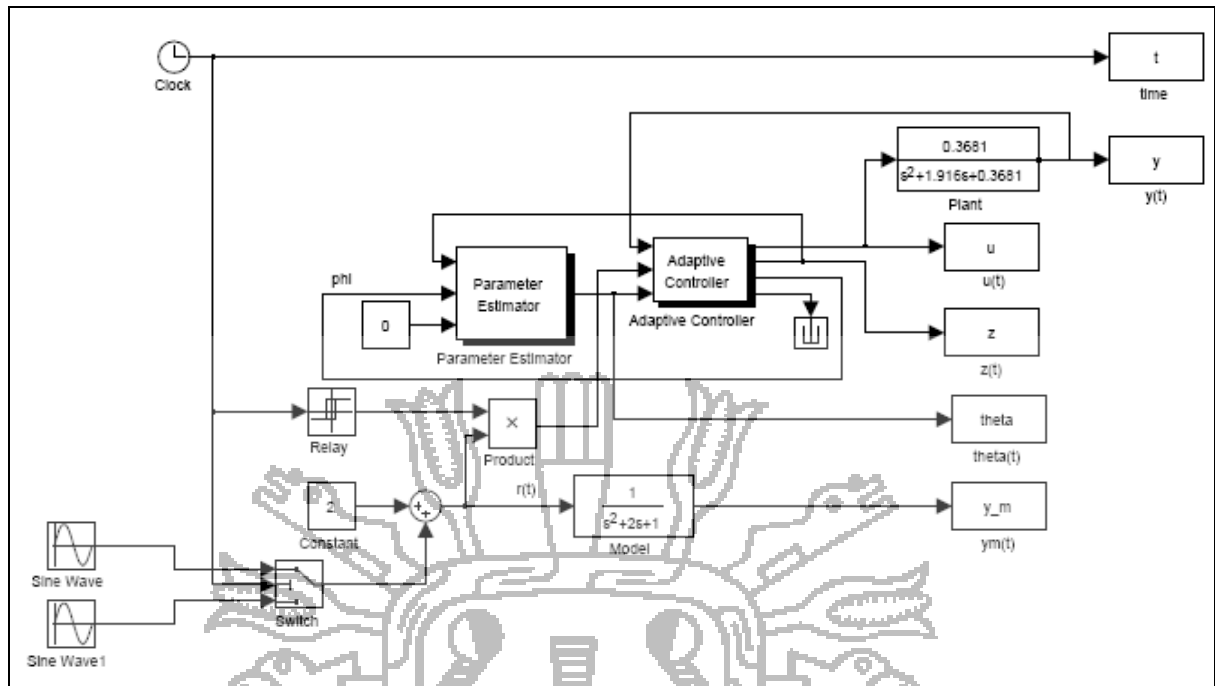 Clock
t
time
0.3681
s²+1.916s+0.3681
Plant
y
y(t)
u
u(t)
Adaptive
Controller
Adaptive Controller
phi
Parameter
Estimator
Parameter Estimator
0
z
z(t)
Relay
×
Product
theta
theta(t)
r(t)
2
Constant
1
s²+2s+1
Model
y_m
ym(t)
Sine Wave
Switch
Sine Wave1